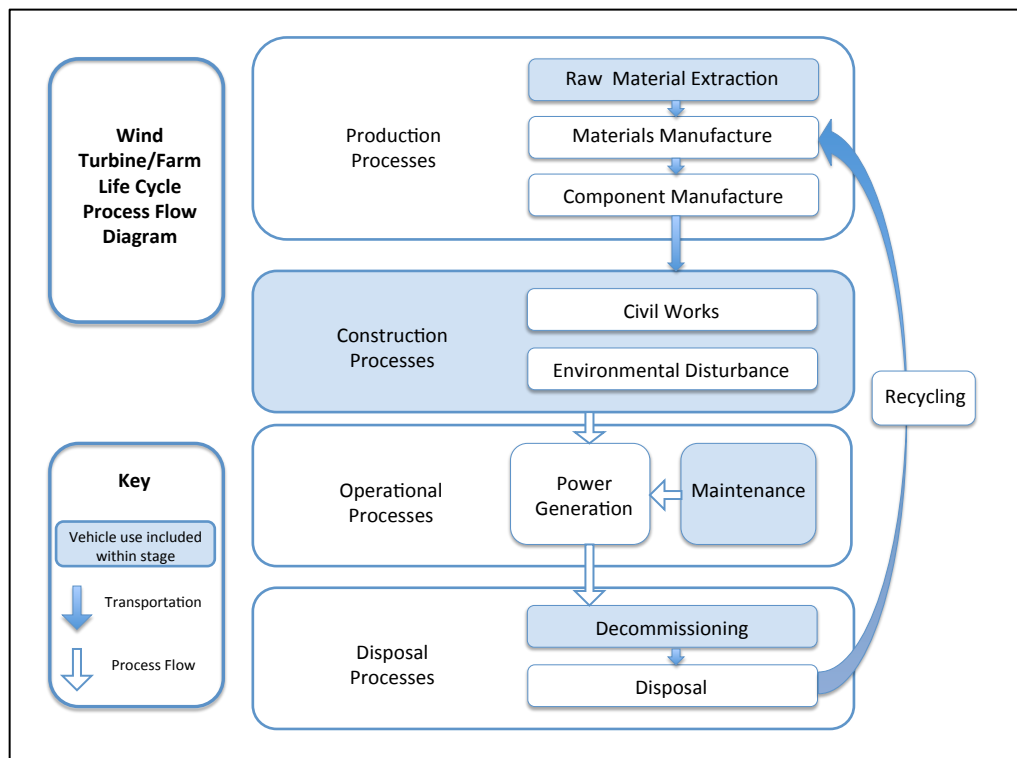 Wind
Turbine/Farm
Life Cycle
Process Flow
Diagram
Production
Processes
Raw Material Extraction
Materials Manufacture
Component Manufacture
Construction
Processes
Civil Works
Environmental Disturbance
Recycling
Operational
Processes
Power
Generation
Maintenance
Disposal
Processes
Decommissioning
Disposal
Key
Vehicle use included
within stage
Transportation
Process Flow